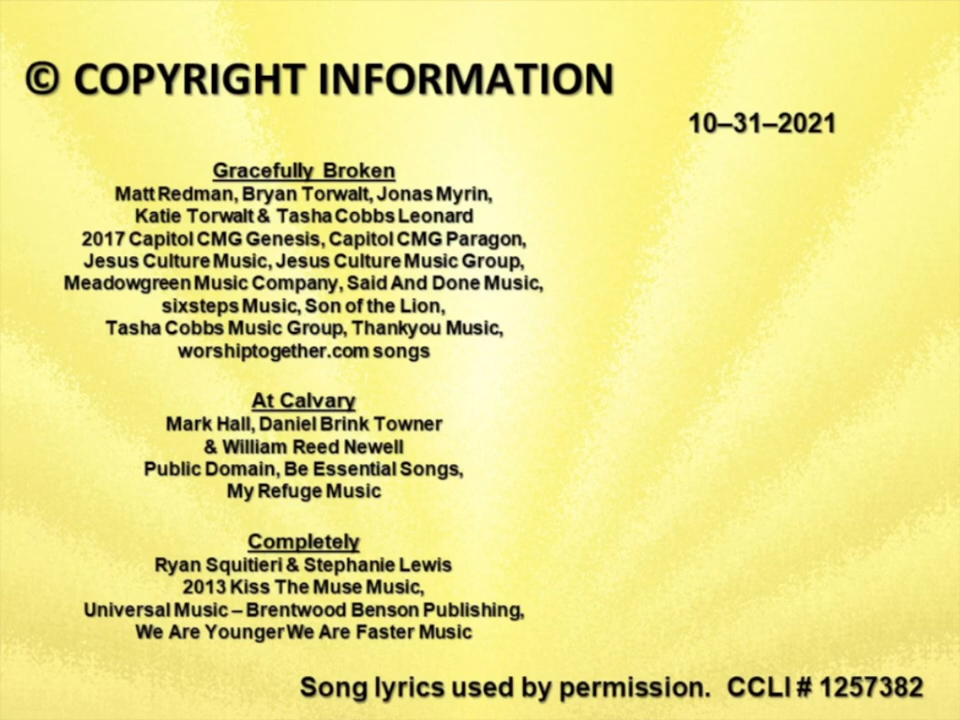 © COPYRIGHT INFORMATION
10–31–2021
Gracefully Broken
Matt Redman, Bryan Torwalt, Jonas Myrin,
Katie Torwalt & Tasha Cobbs Leonard
2017 Capitol CMG Genesis, Capitol CMG Paragon,
Jesus Culture Music, Jesus Culture Music Group,
Meadowgreen Music Company, Said And Done Music,
sixsteps Music, Son of the Lion,
Tasha Cobbs Music Group, Thankyou Music,
worshiptogether.com songs
At Calvary
Mark Hall, Daniel Brink Towner
& William Reed Newell
Public Domain, Be Essential Songs,
My Refuge Music
Completely
Ryan Squitieri & Stephanie Lewis
2013 Kiss The Muse Music,
Universal Music – Brentwood Benson Publishing,
We Are Younger We Are Faster Music
Song lyrics used by permission. CCLI # 1257382